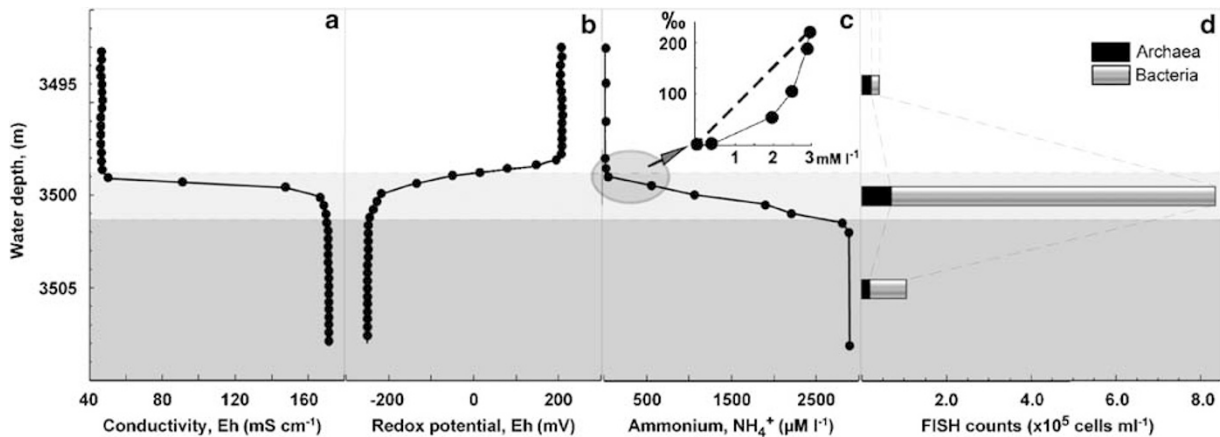 a
b
c
d
‰
200
100
1 2 3 mM l⁻¹
Archaea
Bacteria
Water depth, (m)
3495
3500
3505
40 80 120 160
-200 0 200
500 1500 2500
0.0 2.0 4.0 6.0 8.0
Conductivity, Eh (mS cm⁻¹)
Redox potential, Eh (mV)
Ammonium, NH₄⁺ (µM l⁻¹)
FISH counts (x10⁵ cells ml⁻¹)